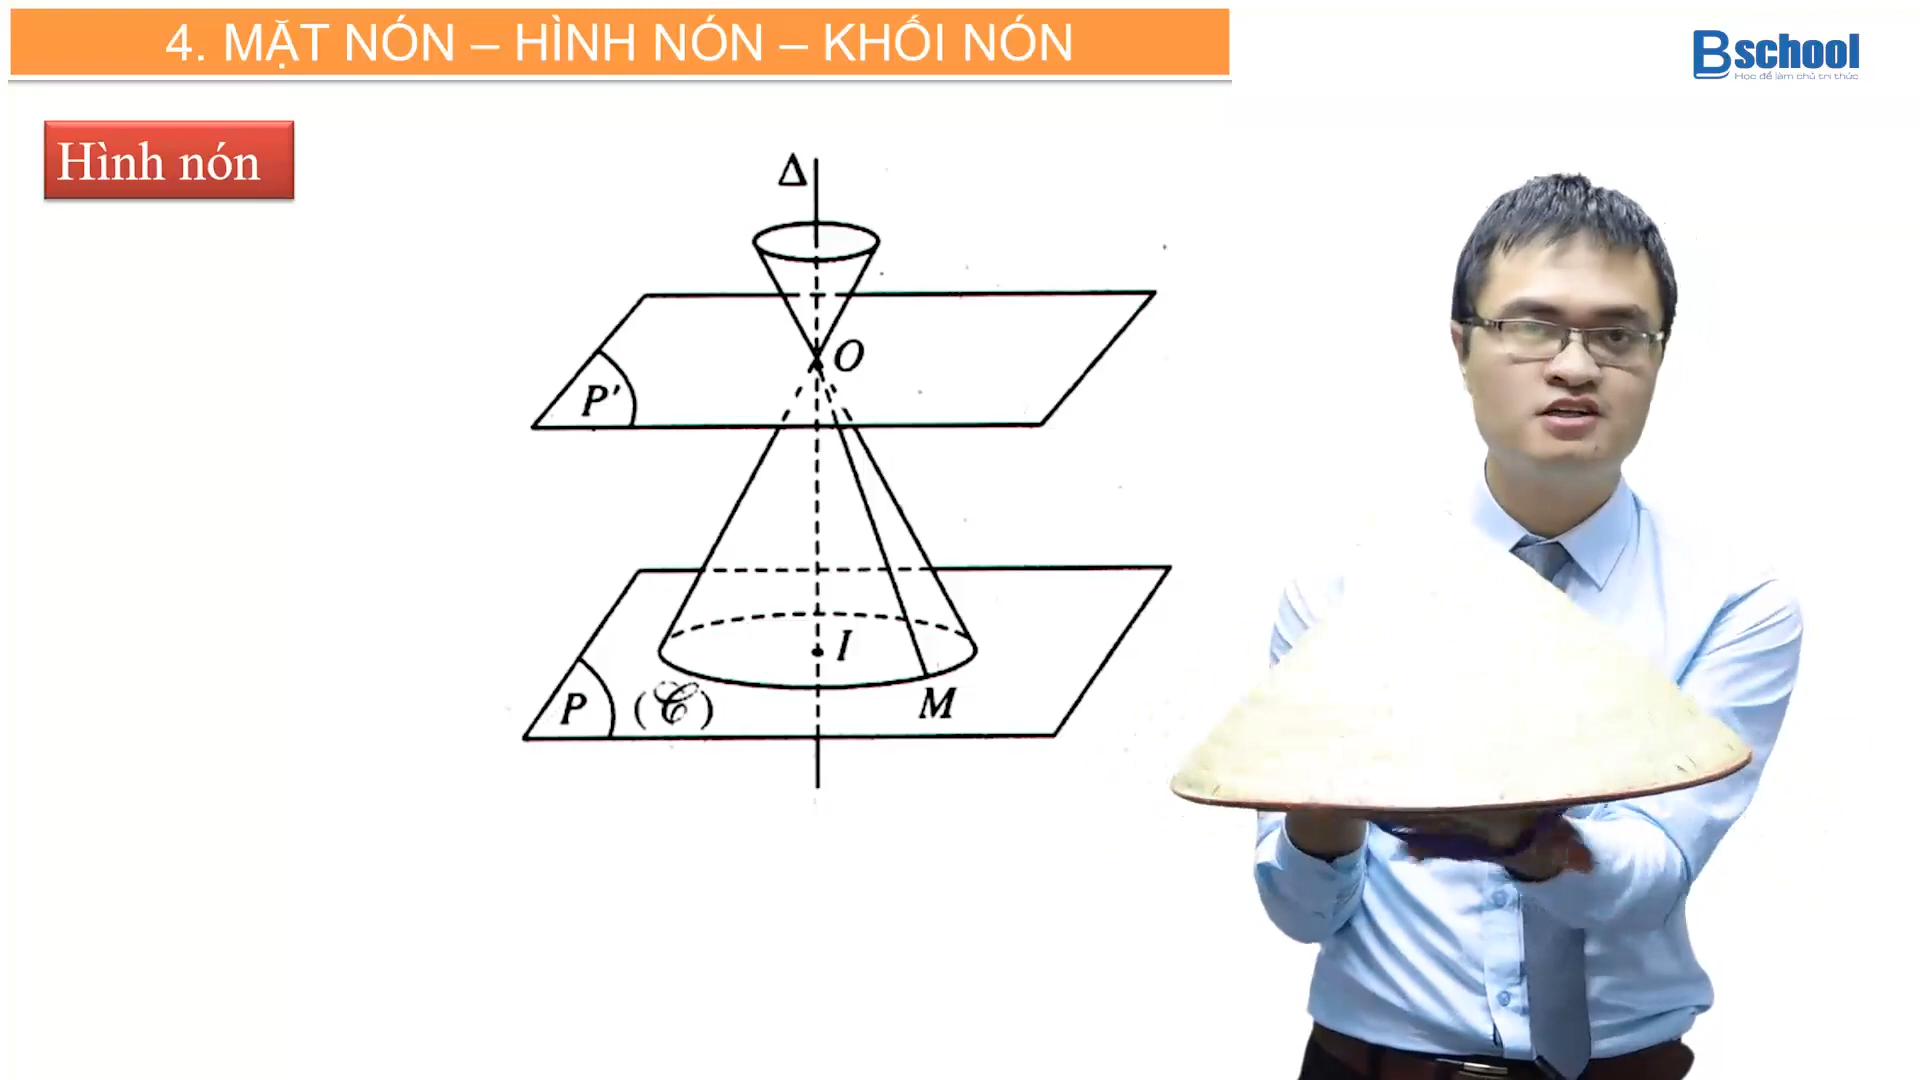 4. MẶT NÓN – HÌNH NÓN – KHỐI NÓN
Bschool
Học để làm chủ tri thức
Hình nón
Δ
O
P'
I
P
(𝒞)
M